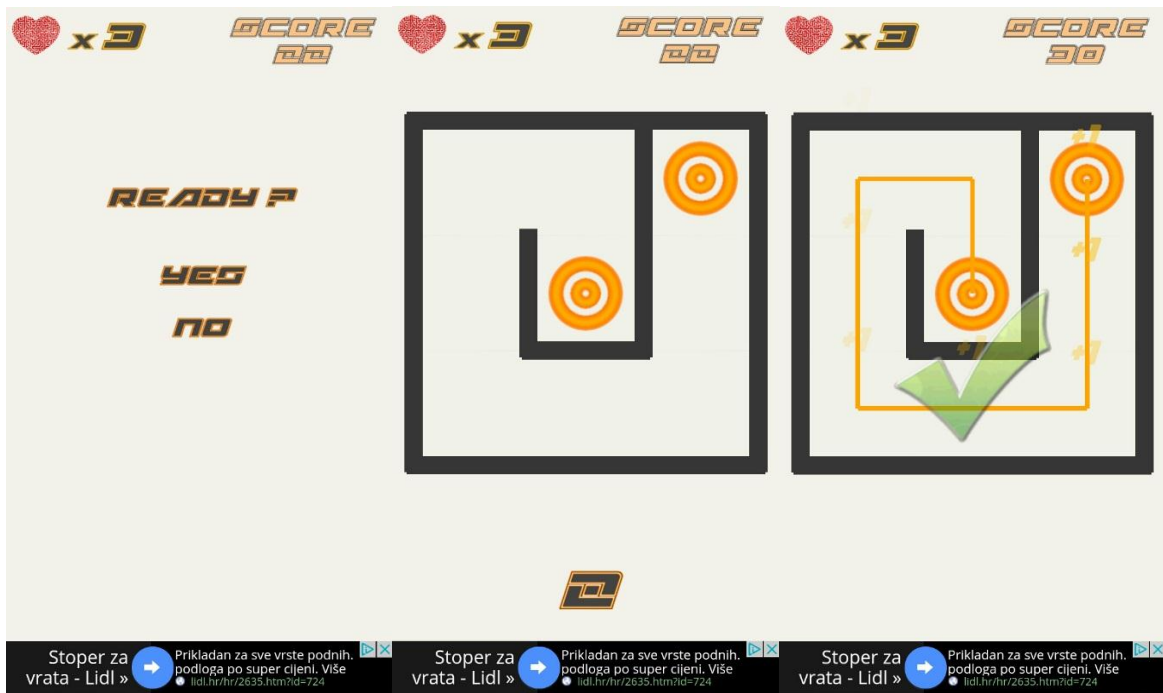 x 3
SCORE
22
READY ?
YES
NO
Stoper za
vrata - Lidl »
Prikladan za sve vrste podnih.
podloga po super cijeni. Više
lidl.hr/hr/2635.htm?id=724
x 3
SCORE
22
2
Stoper za
vrata - Lidl »
Prikladan za sve vrste podnih.
podloga po super cijeni. Više
lidl.hr/hr/2635.htm?id=724
x 3
SCORE
30
+1
+1
+1
+1
+1
+1
+1
Stoper za
vrata - Lidl »
Prikladan za sve vrste podnih.
podloga po super cijeni. Više
lidl.hr/hr/2635.htm?id=724